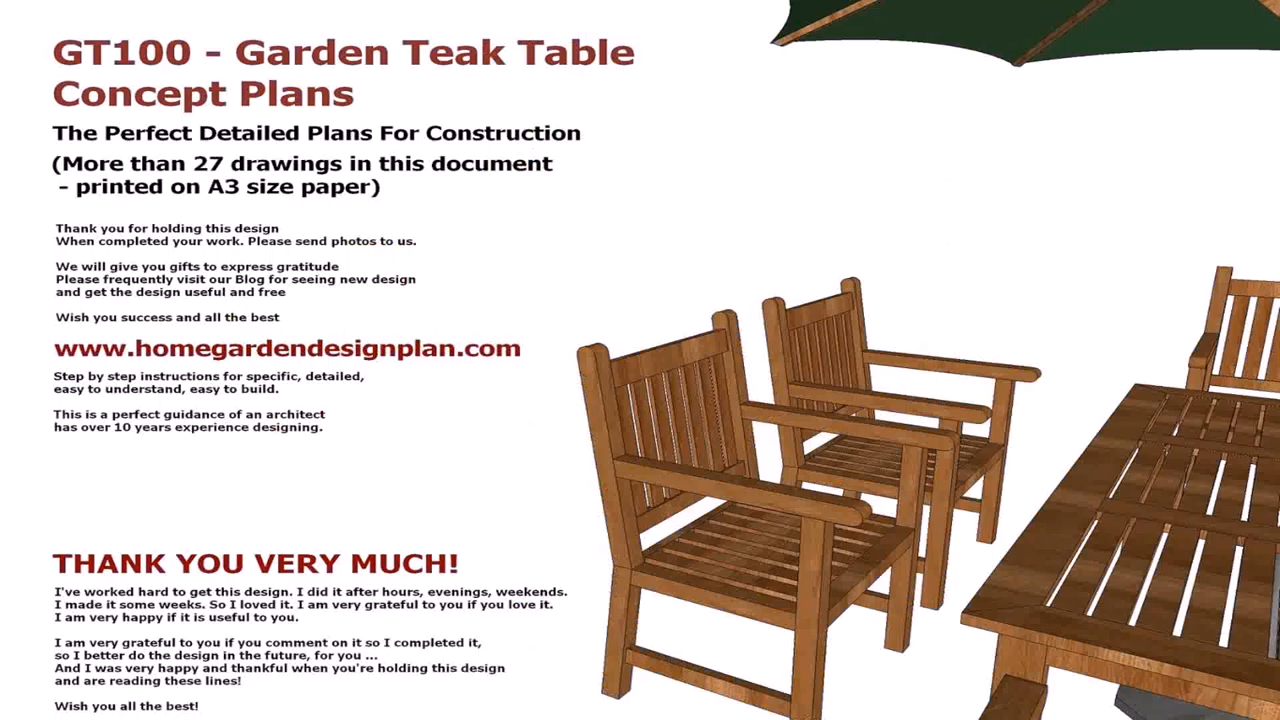 GT100 - Garden Teak Table
Concept Plans
The Perfect Detailed Plans For Construction
(More than 27 drawings in this document
- printed on A3 size paper)
Thank you for holding this design
When completed your work. Please send photos to us.
We will give you gifts to express gratitude
Please frequently visit our Blog for seeing new design
and get the design useful and free
Wish you success and all the best
www.homegardendesignplan.com
Step by step instructions for specific, detailed,
easy to understand, easy to build.
This is a perfect guidance of an architect
has over 10 years experience designing.
THANK YOU VERY MUCH!
I've worked hard to get this design. I did it after hours, evenings, weekends.
I made it some weeks. So I loved it. I am very grateful to you if you love it.
I am very happy if it is useful to you.
I am very grateful to you if you comment on it so I completed it,
so I better do the design in the future, for you ...
And I was very happy and thankful when you're holding this design
and are reading these lines!
Wish you all the best!